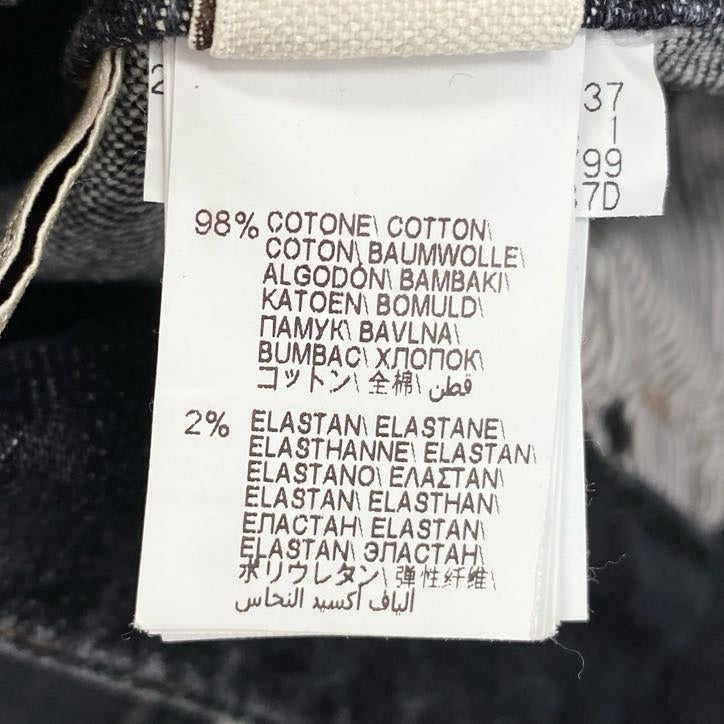 2
37
1
99
7D
98% COTONE\ COTTON\
COTON\ BAUMWOLLE\
ALGODÓN\ BAMBAKI\
KATOEN\ BOMULD\
ПАМУК\ BAVLNA\
BUMBAC\ ХЛОПОК\
コットン\ 全棉\ قطن
2% ELASTAN\ ELASTANE\
ELASTHANNE\ ELASTAN\
ELASTANO\ ΕΛΑΣΤΑΝ\
ELASTAN\ ELASTHAN\
ЕЛАСТАН\ ELASTAN\
ELASTAN\ ЭЛАСТАН\
ポリウレタン\ 弹性纤维\
الياف أكسيد النحاس